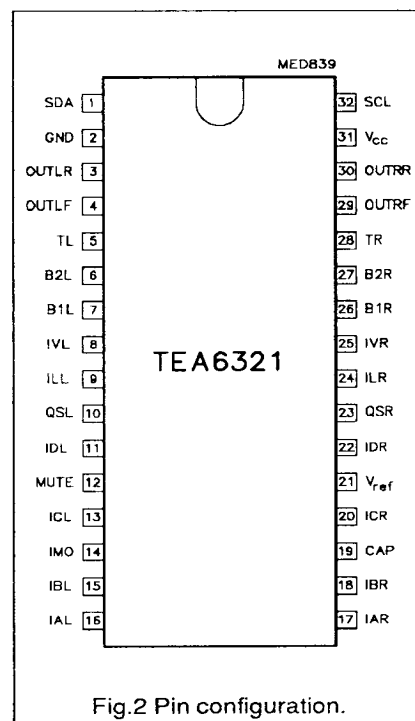 MED839
SDA 1 32 SCL
GND 2 31 Vcc
OUTLR 3 30 OUTRR
OUTLF 4 29 OUTRF
TL 5 28 TR
B2L 6 27 B2R
B1L 7 26 B1R
IVL 8 25 IVR
TEA6321
ILL 9 24 ILR
QSL 10 23 QSR
IDL 11 22 IDR
MUTE 12 21 Vref
ICL 13 20 ICR
IMO 14 19 CAP
IBL 15 18 IBR
IAL 16 17 IAR
Fig.2 Pin configuration.